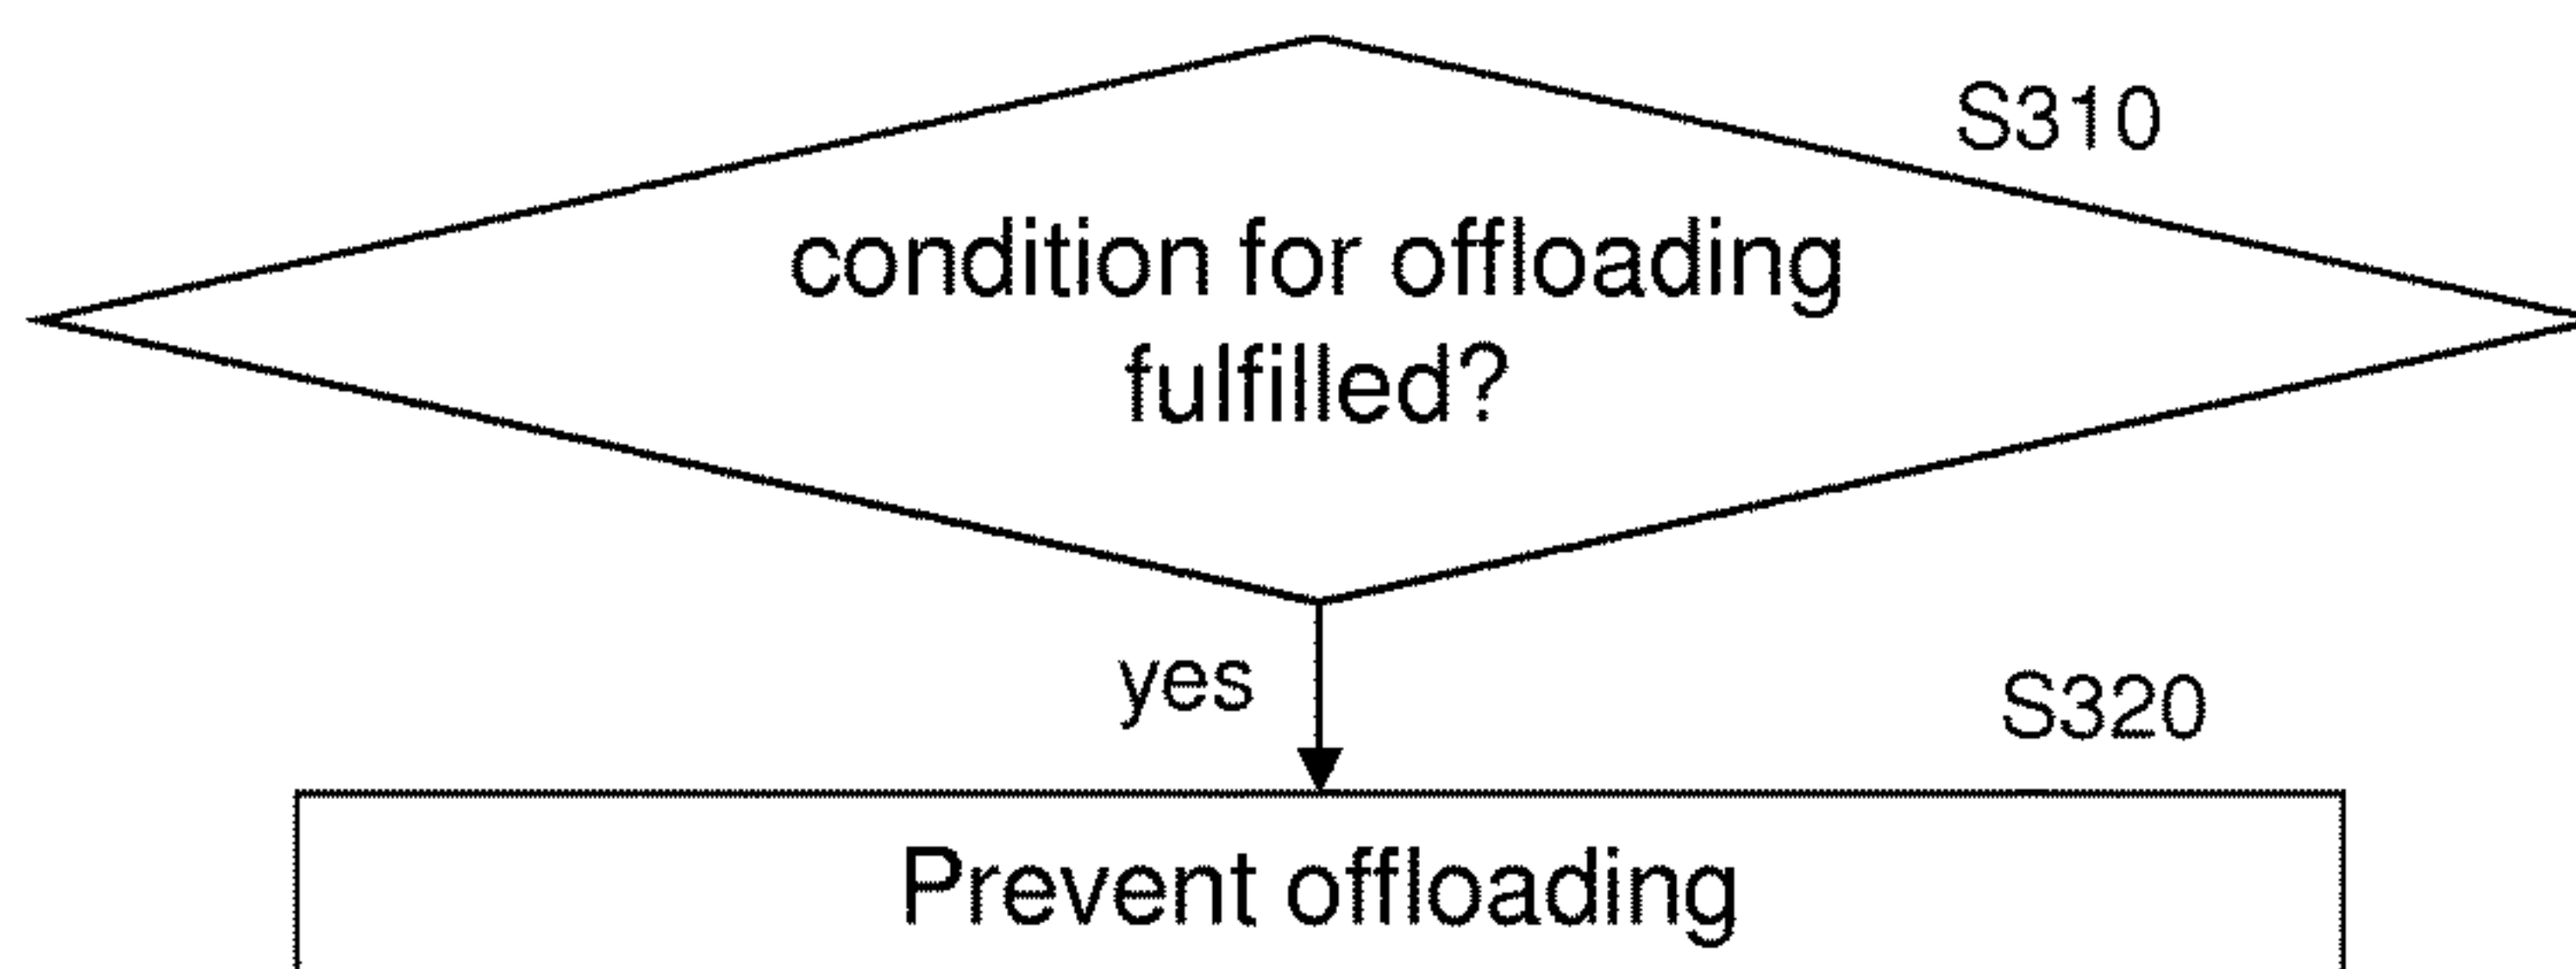 S310
condition for offloading
fulfilled?
yes
S320
Prevent offloading